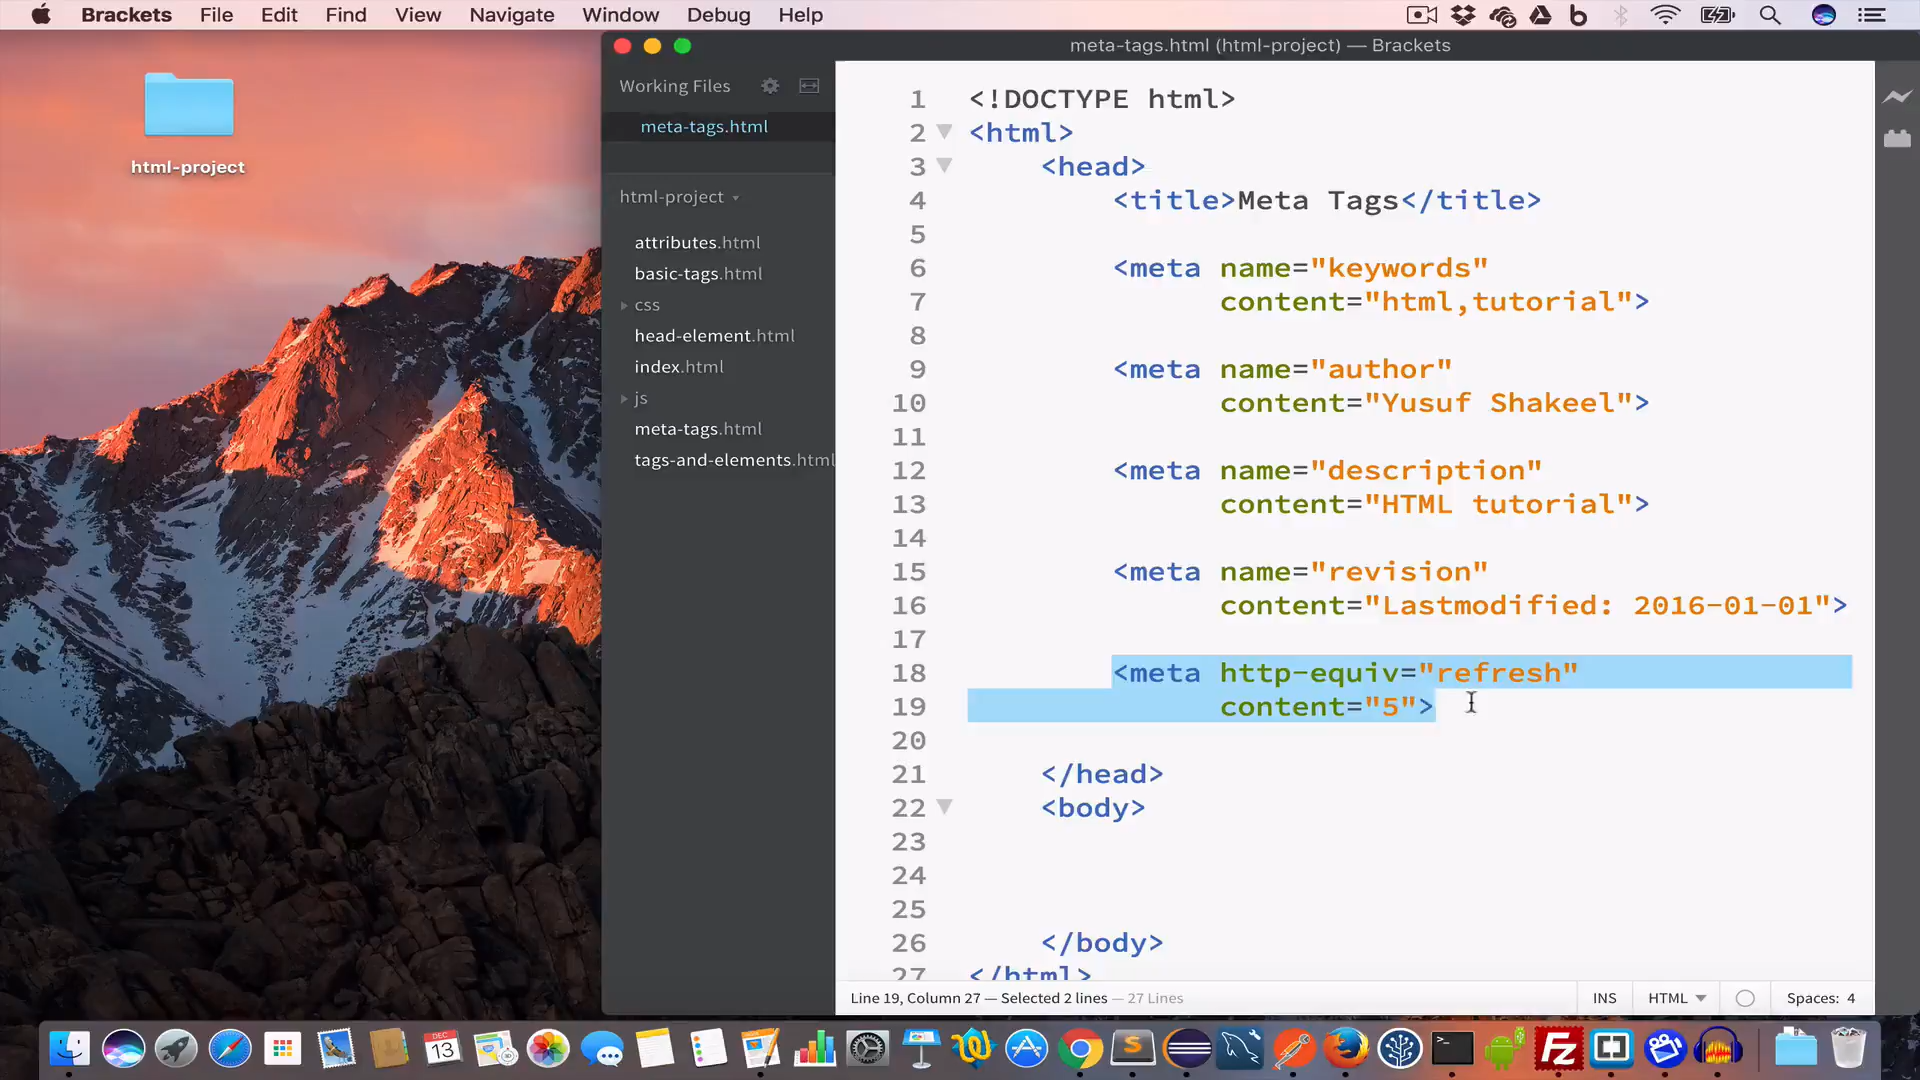 Brackets File Edit Find View Navigate Window Debug Help
meta-tags.html (html-project) — Brackets
html-project
Working Files
meta-tags.html
html-project
attributes.html
basic-tags.html
css
head-element.html
index.html
js
meta-tags.html
tags-and-elements.html
1 <!DOCTYPE html>
2 <html>
3 <head>
4 <title>Meta Tags</title>
5
6 <meta name="keywords"
7 content="html,tutorial">
8
9 <meta name="author"
10 content="Yusuf Shakeel">
11
12 <meta name="description"
13 content="HTML tutorial">
14
15 <meta name="revision"
16 content="Lastmodified: 2016-01-01">
17
18 <meta http-equiv="refresh"
19 content="5">
20
21 </head>
22 <body>
23
24
25
26 </body>
27 </html>
Line 19, Column 27 — Selected 2 lines — 27 Lines INS HTML Spaces: 4
DEC
13